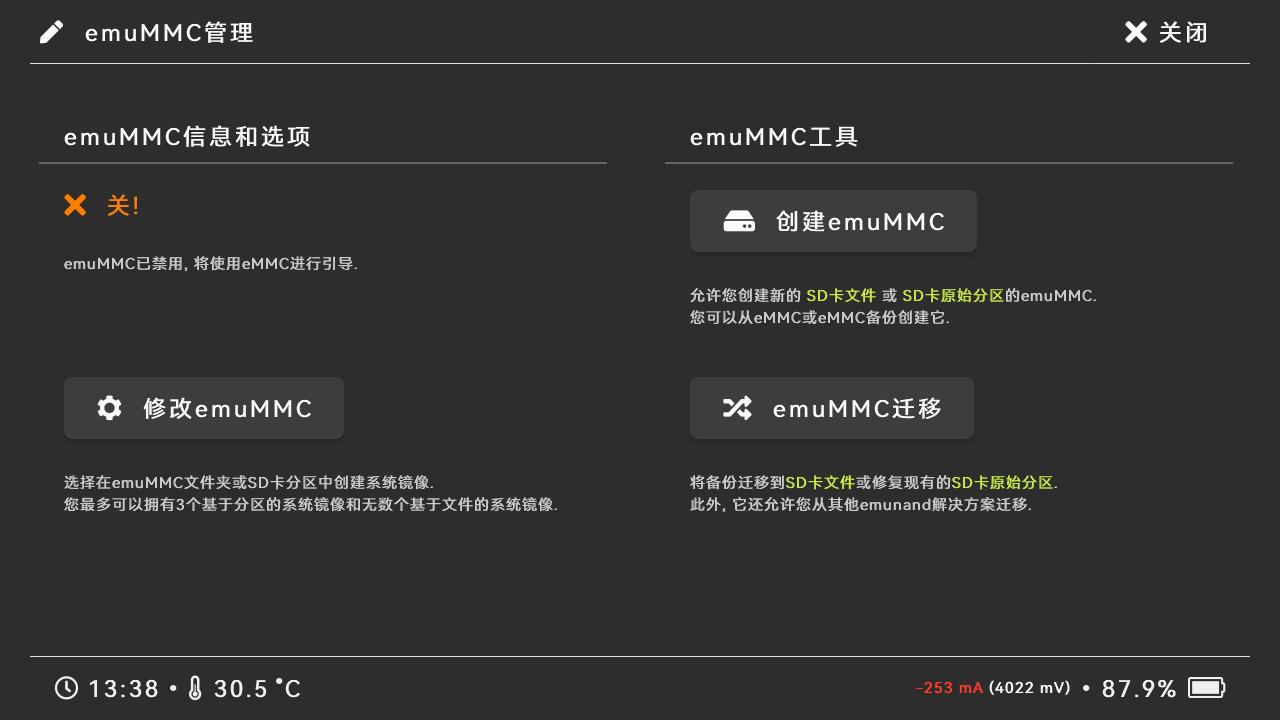 emuMMC管理
关闭
emuMMC信息和选项
关!
emuMMC已禁用, 将使用eMMC进行引导.
修改emuMMC
选择在emuMMC文件夹或SD卡分区中创建系统镜像.
您最多可以拥有3个基于分区的系统镜像和无数个基于文件的系统镜像.
emuMMC工具
创建emuMMC
允许您创建新的 SD卡文件 或 SD卡原始分区的emuMMC.
您可以从eMMC或eMMC备份创建它.
emuMMC迁移
将备份迁移到SD卡文件或修复现有的SD卡原始分区.
此外, 它还允许您从其他emunand解决方案迁移.
13:38 • 30.5 °C
-253 mA (4022 mV) • 87.9%